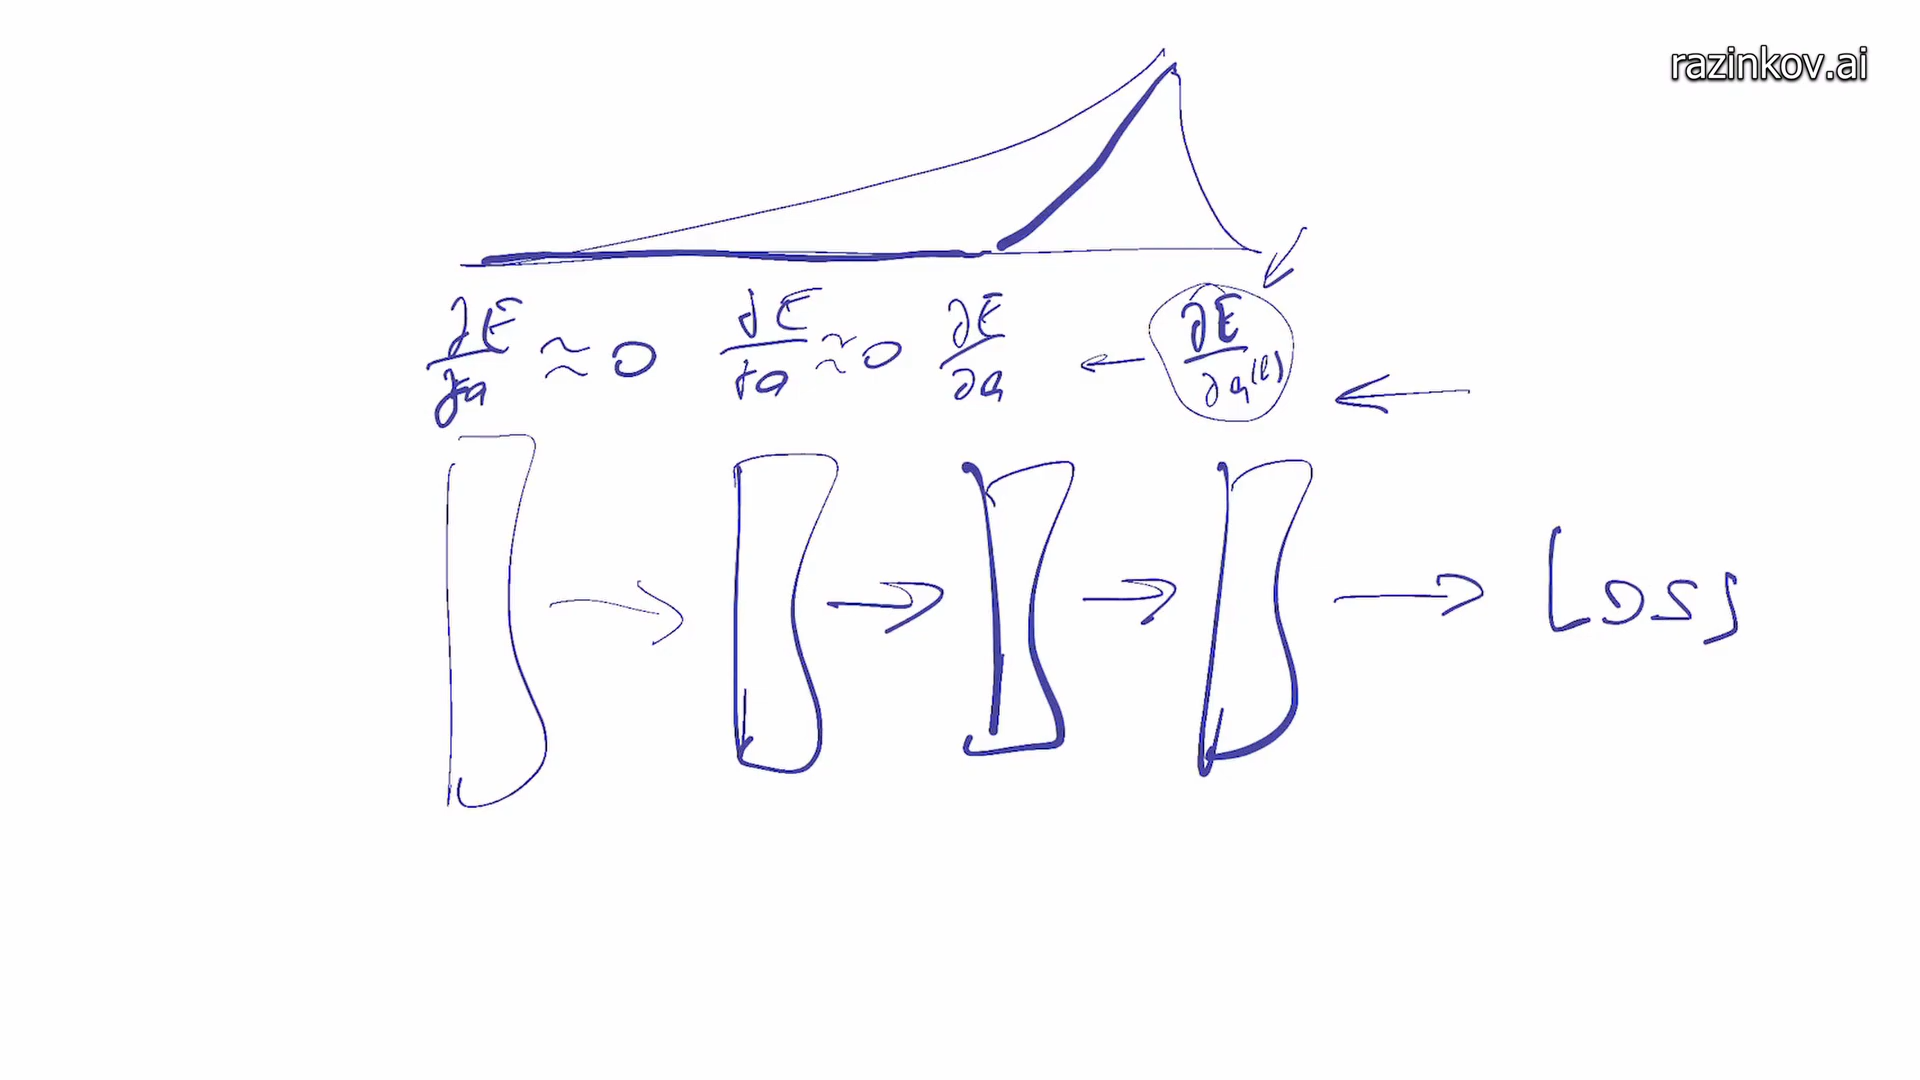 razinkov.ai
∂E/∂a ≈ 0 ∂E/∂a ≈ 0 ∂E/∂a ← ∂E/∂a^(l) ←
→ → → → Loss